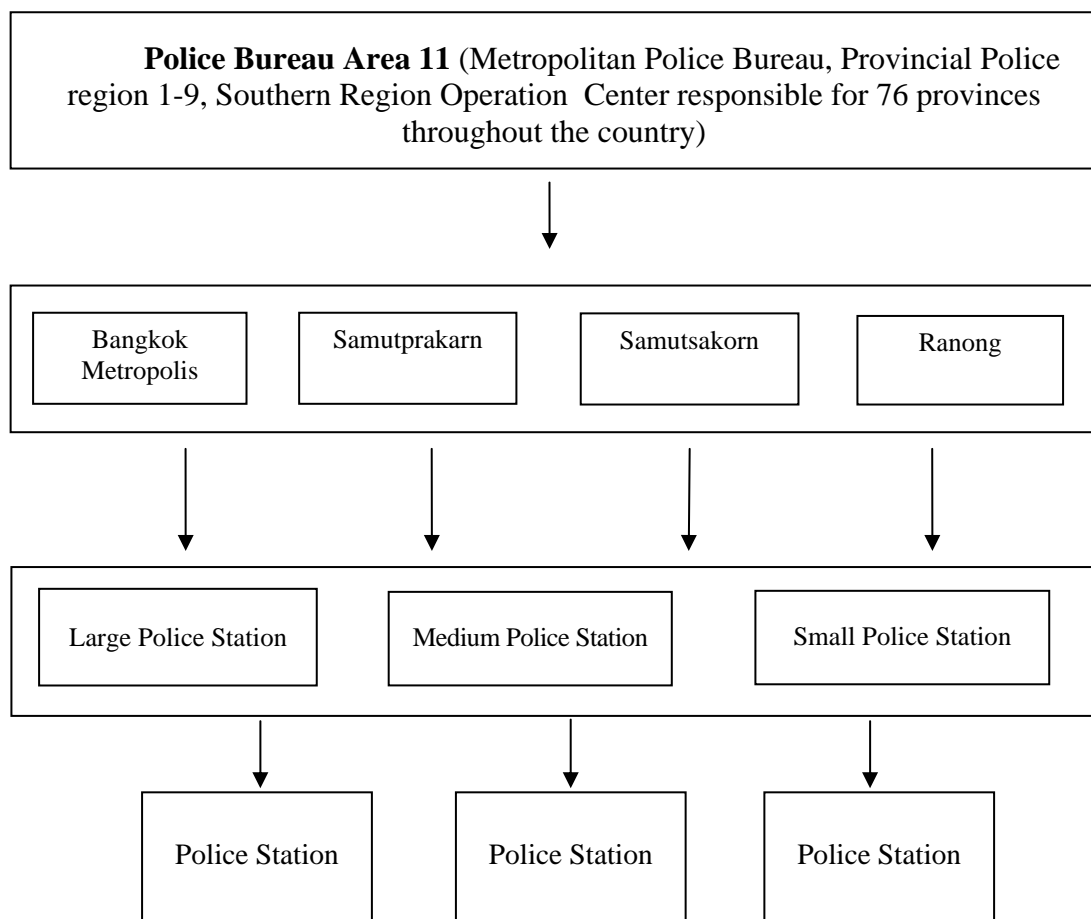 Police Bureau Area 11 (Metropolitan Police Bureau, Provincial Police
region 1-9, Southern Region Operation Center responsible for 76 provinces
throughout the country)
Bangkok
Metropolis
Samutprakarn
Samutsakorn
Ranong
Large Police Station
Medium Police Station
Small Police Station
Police Station
Police Station
Police Station